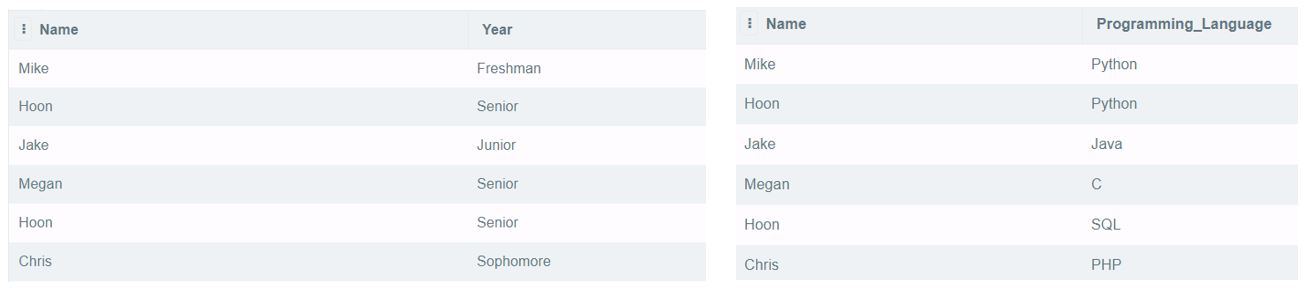 Name Year
Mike Freshman
Hoon Senior
Jake Junior
Megan Senior
Hoon Senior
Chris Sophomore
Name Programming_Language
Mike Python
Hoon Python
Jake Java
Megan C
Hoon SQL
Chris PHP